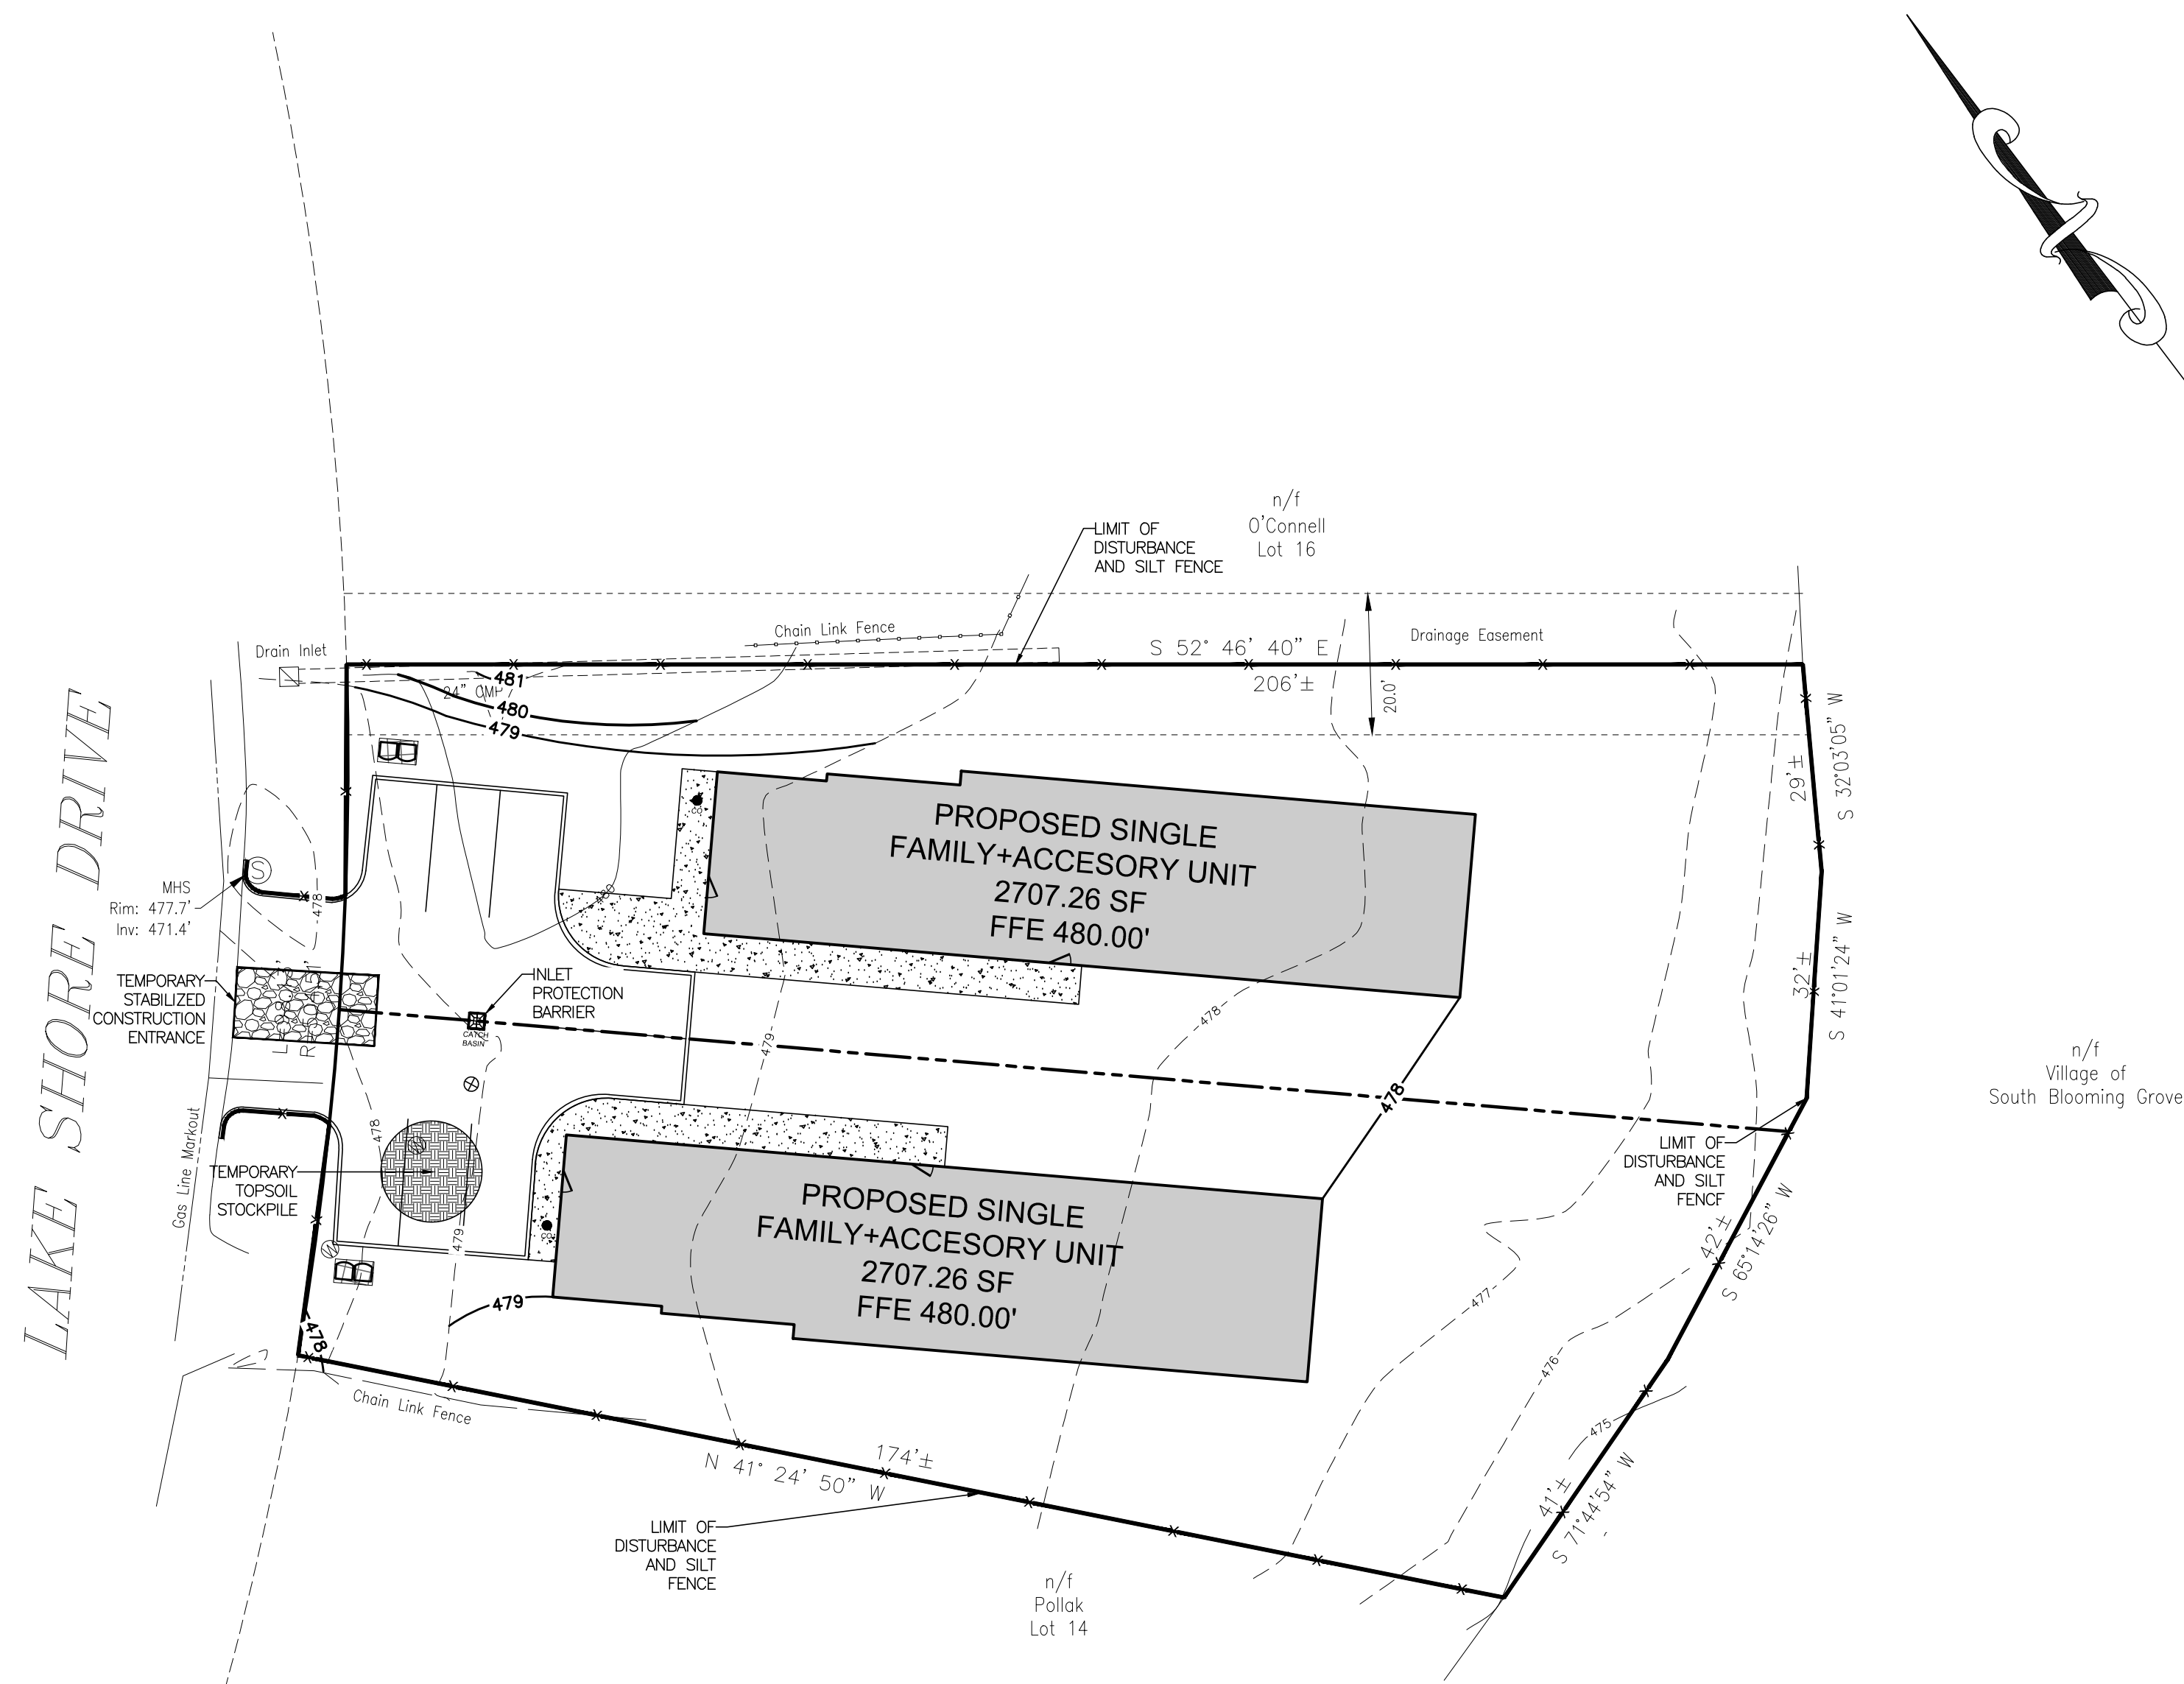 n/f
O'Connell
Lot 16
LIMIT OF
DISTURBANCE
AND SILT FENCE
Chain Link Fence
Drain Inlet
S 52° 46' 40" E
206'±
Drainage Easement
20.0'
481
24" CMP
480
479
29'±
S 32°03'05" W
LAKE SHORE DRIVE
CO
PROPOSED SINGLE
FAMILY+ACCESORY UNIT
2707.26 SF
FFE 480.00'
S
MHS
Rim: 477.7'
Inv: 471.4'
478
480
32'±
S 41°01'24" W
TEMPORARY
STABILIZED
CONSTRUCTION
ENTRANCE
INLET
PROTECTION
BARRIER
CATCH
BASIN
479
478
478
n/f
Village of
South Blooming Grove
Gas Line Markout
478
W
TEMPORARY
TOPSOIL
STOCKPILE
479
W
CO
PROPOSED SINGLE
FAMILY+ACCESORY UNIT
2707.26 SF
FFE 480.00'
LIMIT OF
DISTURBANCE
AND SILT
FENCE
42'±
S 65°14'26" W
477
476
475
479
478
Chain Link Fence
174'±
N 41° 24' 50" W
41'±
S 71°44'54" W
LIMIT OF
DISTURBANCE
AND SILT
FENCE
n/f
Pollak
Lot 14